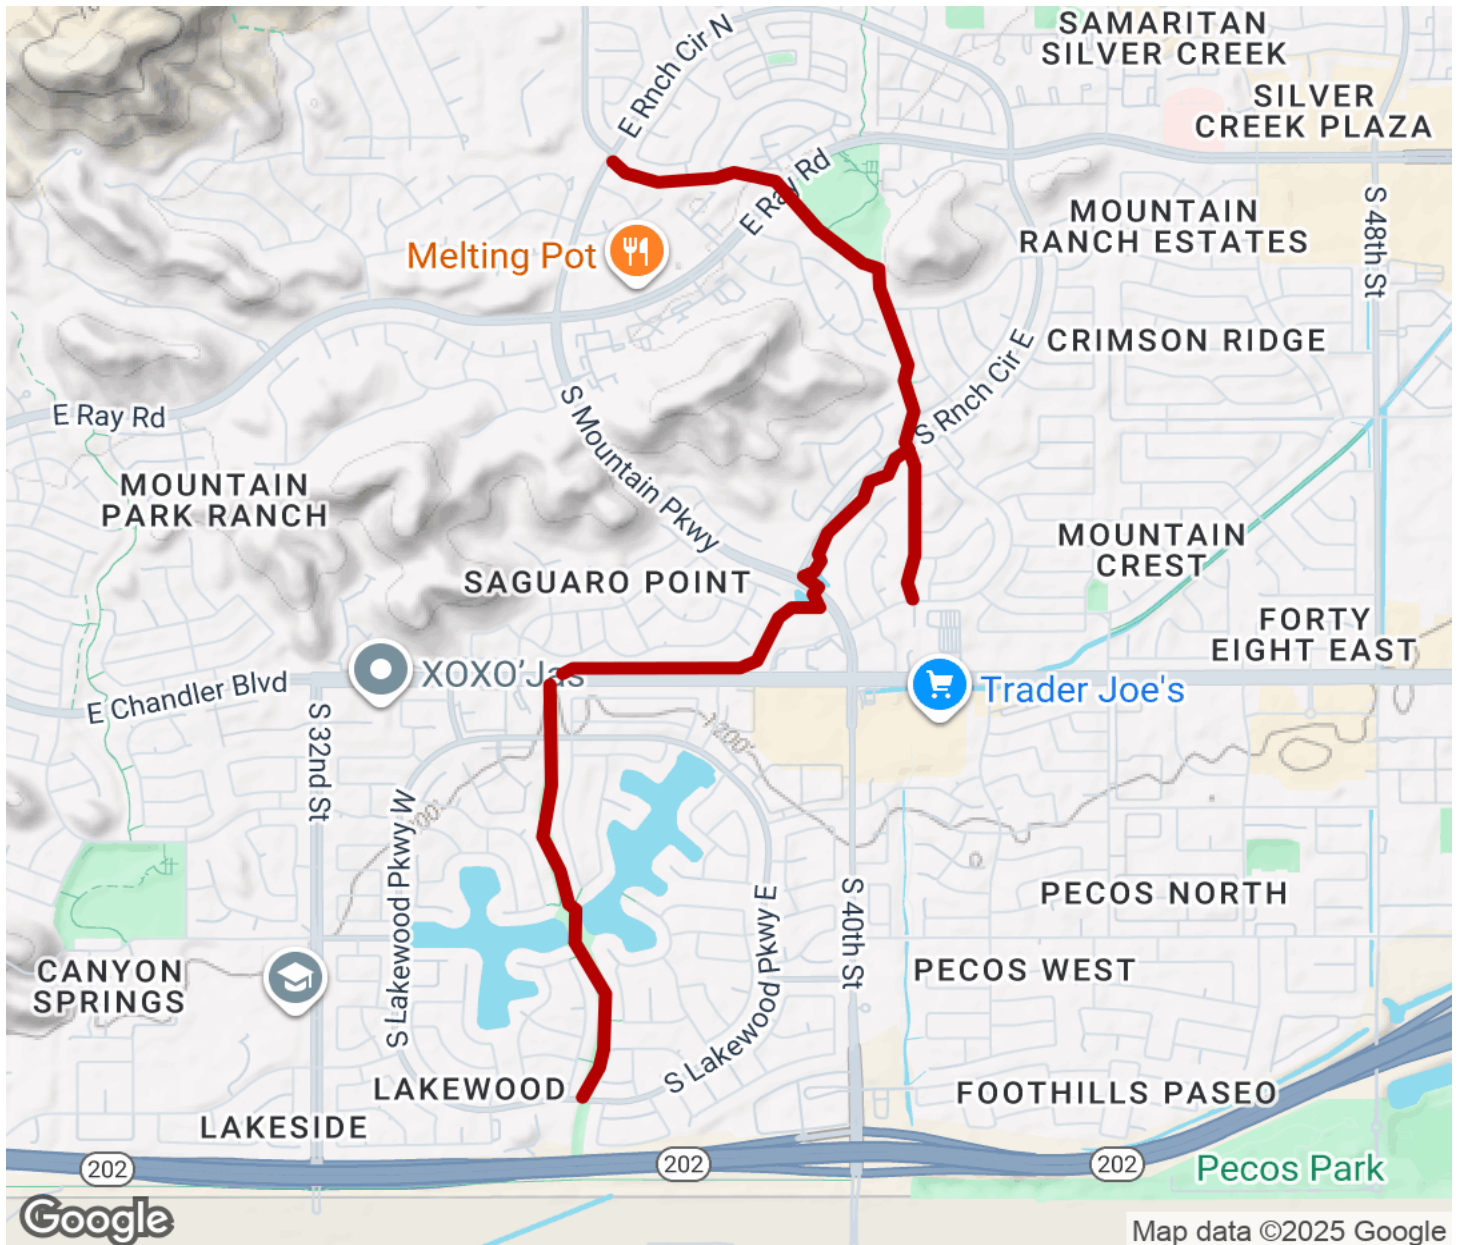 SAMARITAN
SILVER CREEK
E Rnch Cir N
SILVER
CREEK PLAZA
E Ray Rd
S 48th St
MOUNTAIN
RANCH ESTATES
Melting Pot
CRIMSON RIDGE
S Rnch Cir E
E Ray Rd
S Mountain Pkwy
MOUNTAIN
PARK RANCH
MOUNTAIN
CREST
SAGUARO POINT
FORTY
EIGHT EAST
XOXO'Jas
E Chandler Blvd
Trader Joe's
S 32nd St
1200'
S Lakewood Pkwy W
S Lakewood Pkwy E
S 40th St
PECOS NORTH
CANYON
SPRINGS
PECOS WEST
LAKEWOOD
S Lakewood Pkwy E
FOOTHILLS PASEO
LAKESIDE
202
202
202
Pecos Park
Google
Map data ©2025 Google